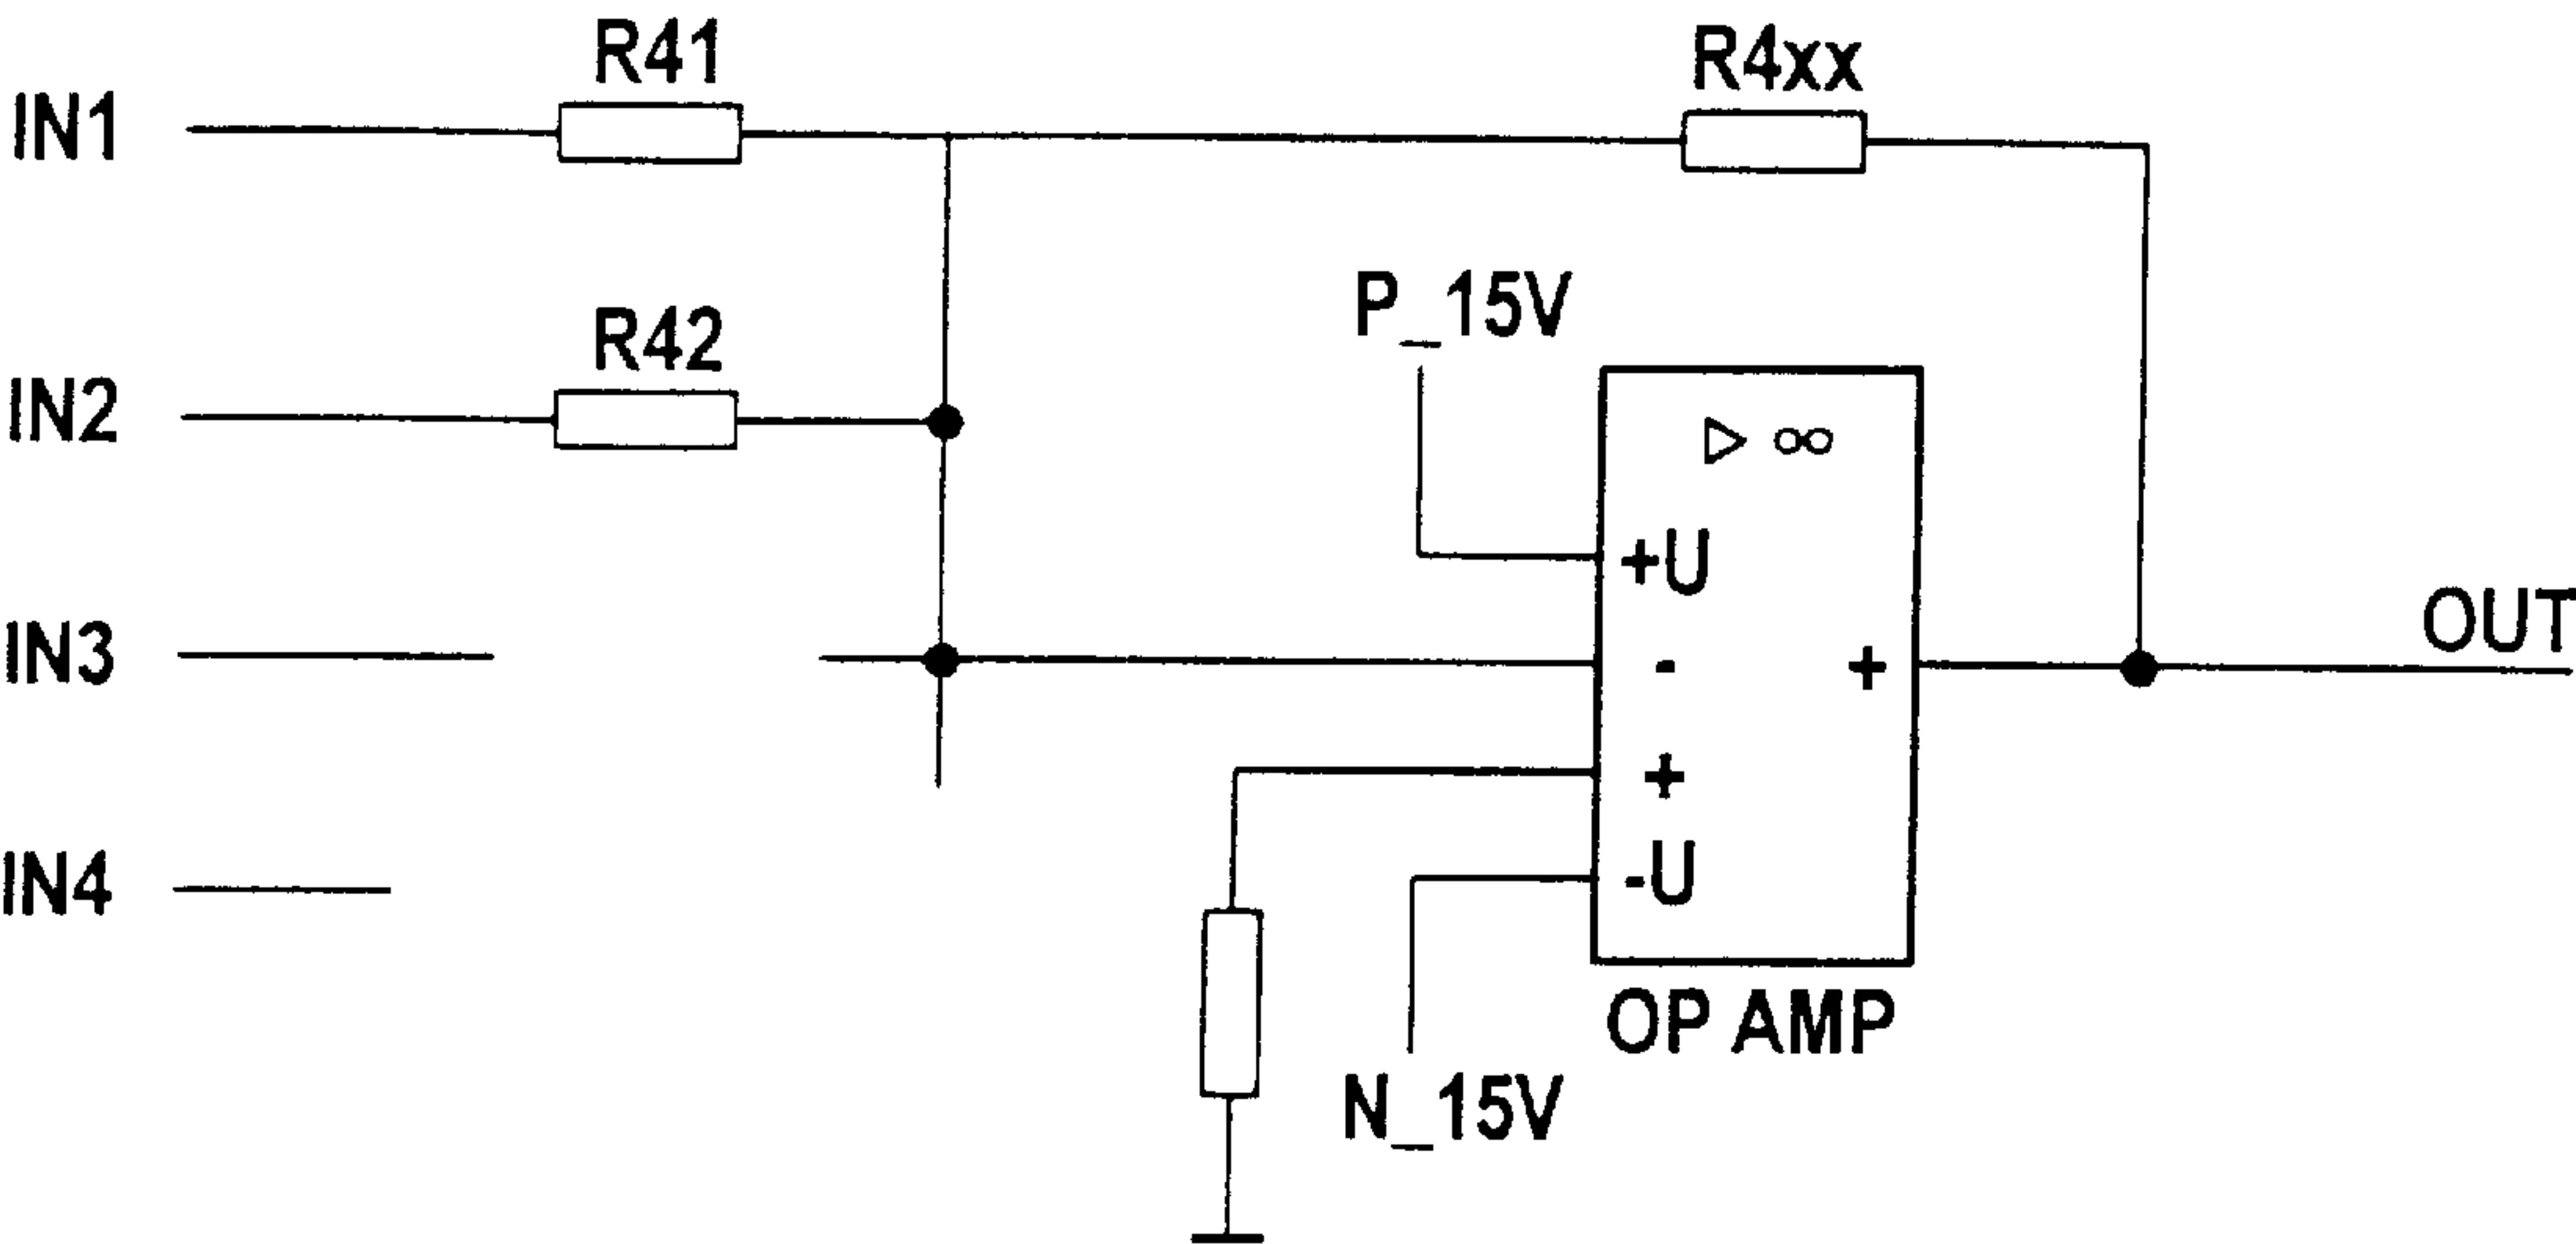 R41
R4xx
IN1
P_15V
R42
IN2
▷ ∞
+U
OUT
IN3
-
+
+
-U
IN4
OP AMP
N_15V